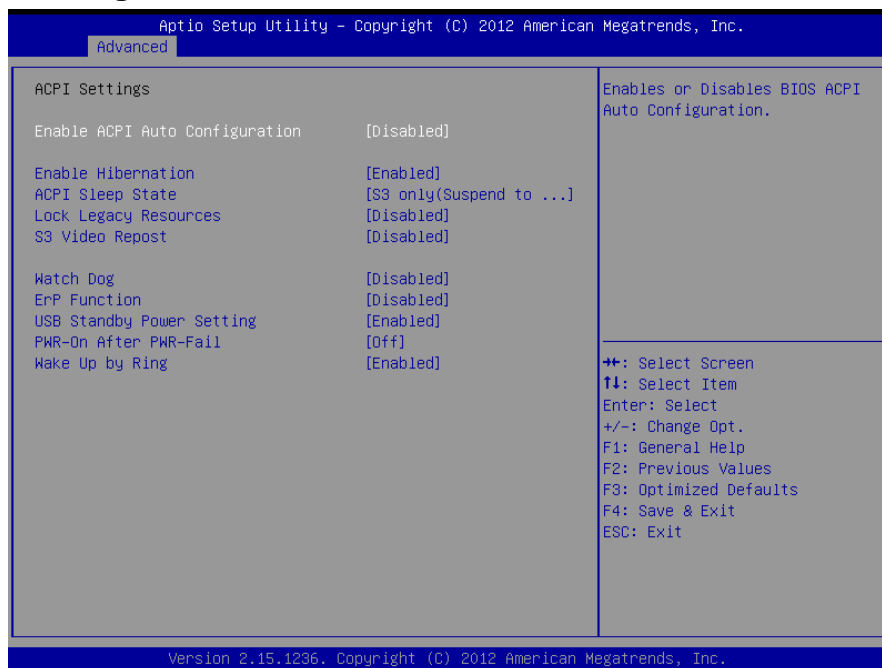 Aptio Setup Utility – Copyright (C) 2012 American Megatrends, Inc.
Advanced
ACPI Settings
Enable ACPI Auto Configuration [Disabled]
Enable Hibernation [Enabled]
ACPI Sleep State [S3 only(Suspend to ...]
Lock Legacy Resources [Disabled]
S3 Video Repost [Disabled]
Watch Dog [Disabled]
ErP Function [Disabled]
USB Standby Power Setting [Enabled]
PWR-On After PWR-Fail [Off]
Wake Up by Ring [Enabled]
Enables or Disables BIOS ACPI
Auto Configuration.
→←: Select Screen
↑↓: Select Item
Enter: Select
+/-: Change Opt.
F1: General Help
F2: Previous Values
F3: Optimized Defaults
F4: Save & Exit
ESC: Exit
Version 2.15.1236. Copyright (C) 2012 American Megatrends, Inc.